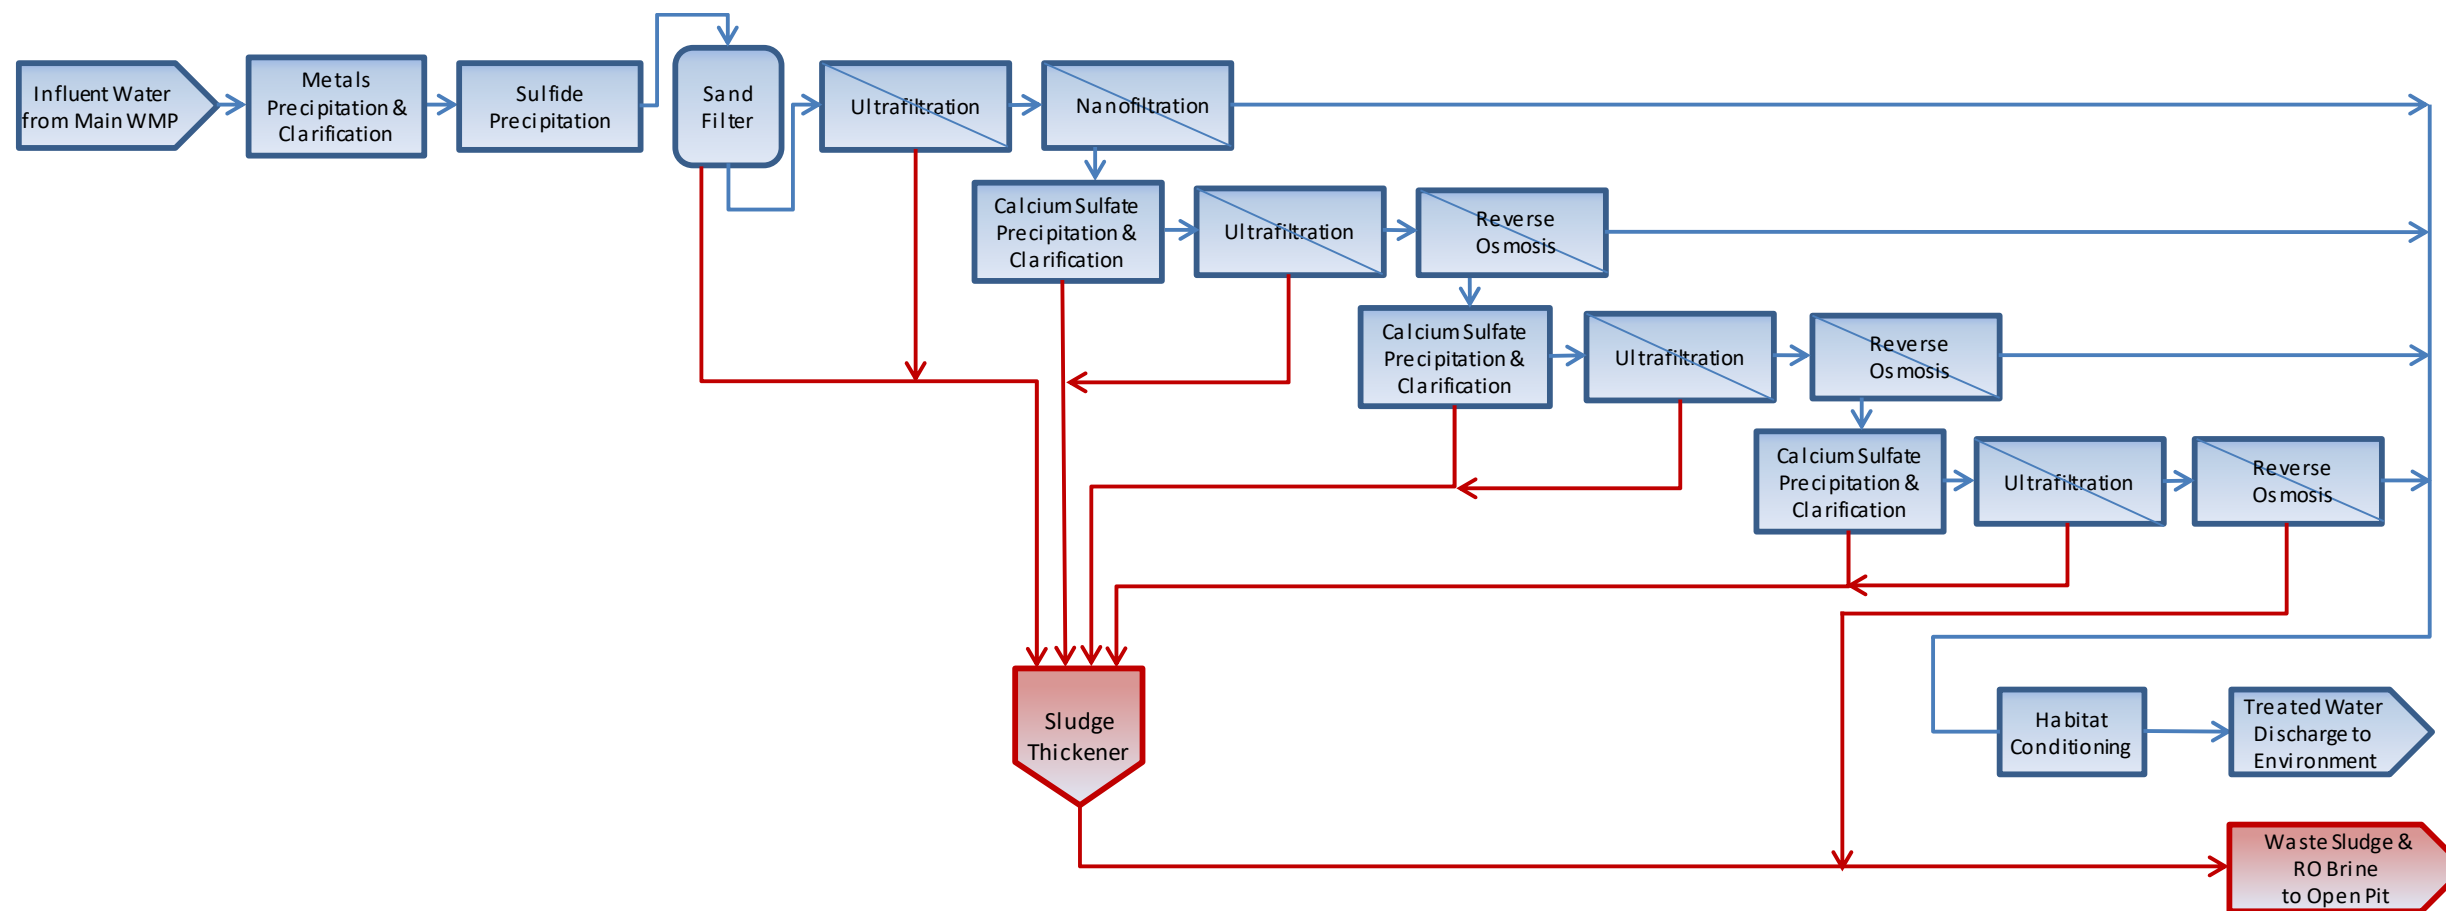 Influent Water
from Main WMP
Metals
Precipitation &
Clarification
Sulfide
Precipitation
Sand
Filter
Ultrafiltration
Nanofiltration
Calcium Sulfate
Precipitation &
Clarification
Ultrafiltration
Reverse
Osmosis
Calcium Sulfate
Precipitation &
Clarification
Ultrafiltration
Reverse
Osmosis
Calcium Sulfate
Precipitation &
Clarification
Ultrafiltration
Reverse
Osmosis
Sludge
Thickener
Habitat
Conditioning
Treated Water
Discharge to
Environment
Waste Sludge &
RO Brine
to Open Pit